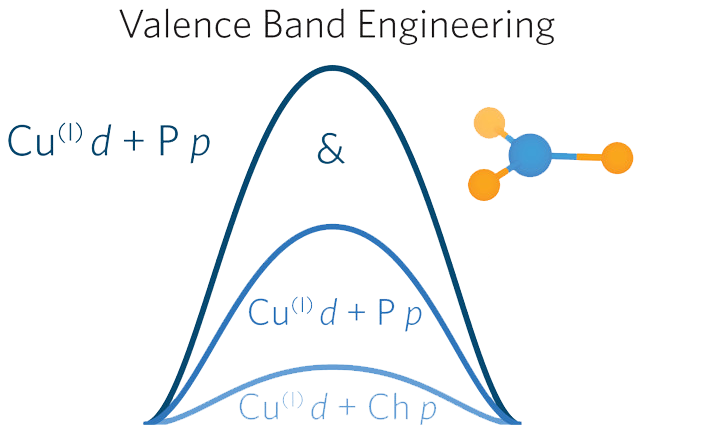 Valence Band Engineering
Cu⁽ᴵ⁾ d + P p
&
Cu⁽ᴵ⁾ d + P p
Cu⁽ᴵ⁾ d + Ch p